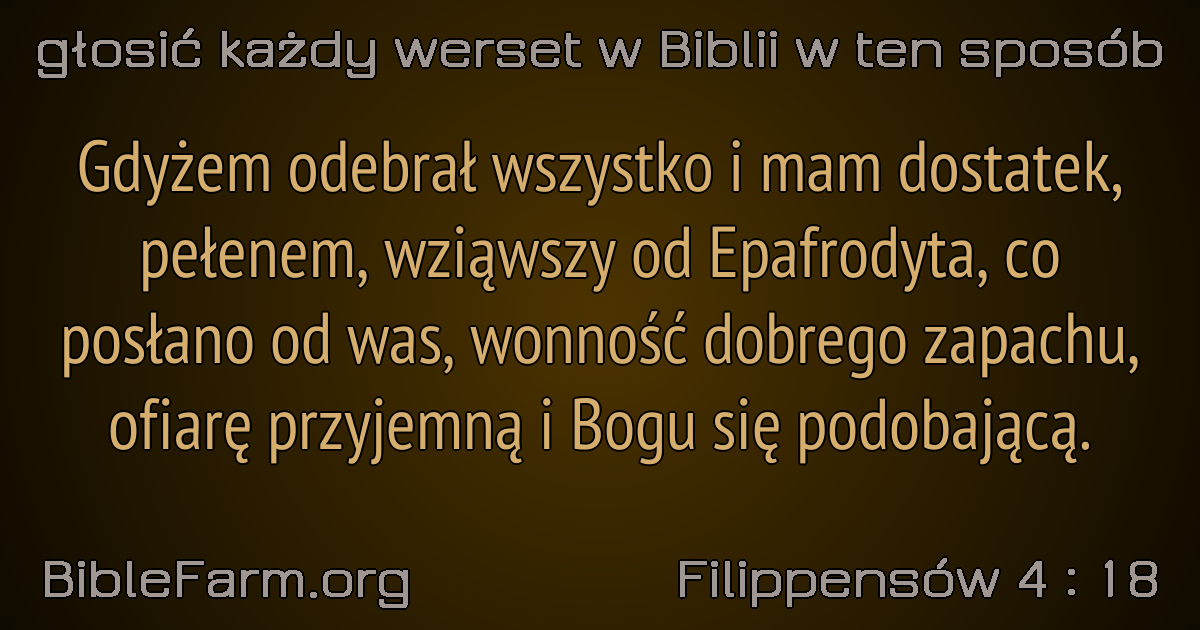 głosić każdy werset w Biblii w ten sposób
Gdyżem odebrał wszystko i mam dostatek,
pełenem, wziąwszy od Epafrodyta, co
posłano od was, wonność dobrego zapachu,
ofiarę przyjemną i Bogu się podobającą.
BibleFarm.org
Filippensów 4 : 18